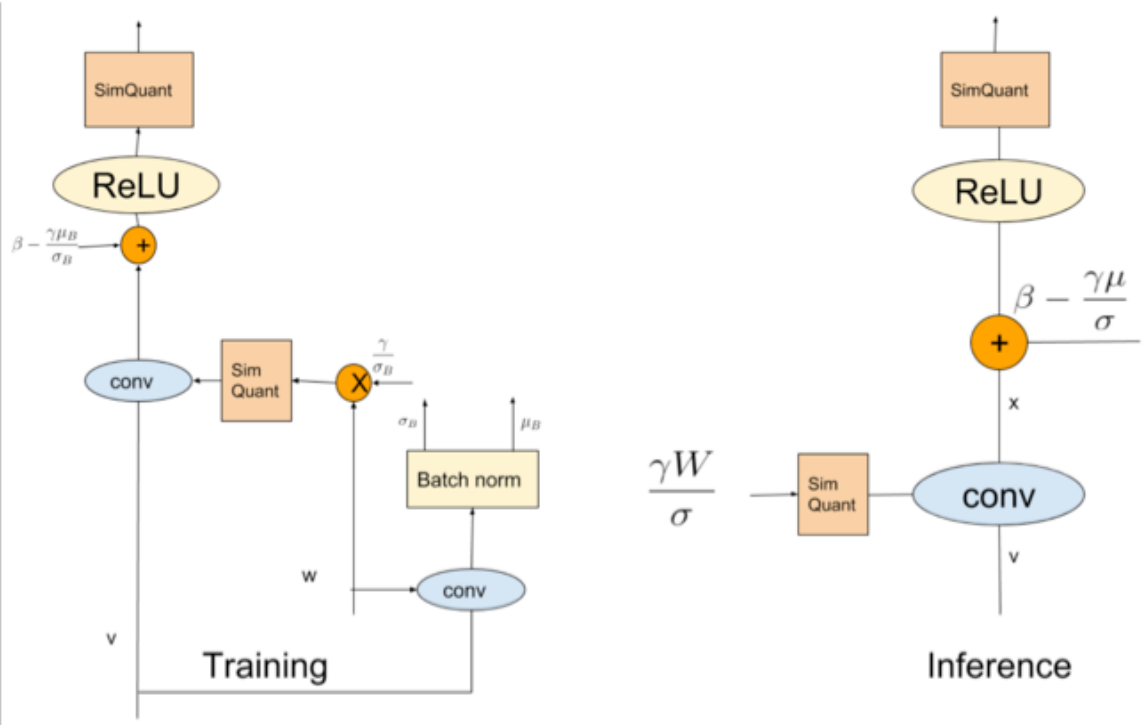 SimQuant
ReLU
β − γμ_B/σ_B
+
conv
Sim
Quant
X
γ/σ_B
σ_B
μ_B
Batch norm
conv
w
v
Training
SimQuant
ReLU
β − γμ/σ
+
x
γW/σ
Sim
Quant
conv
v
Inference